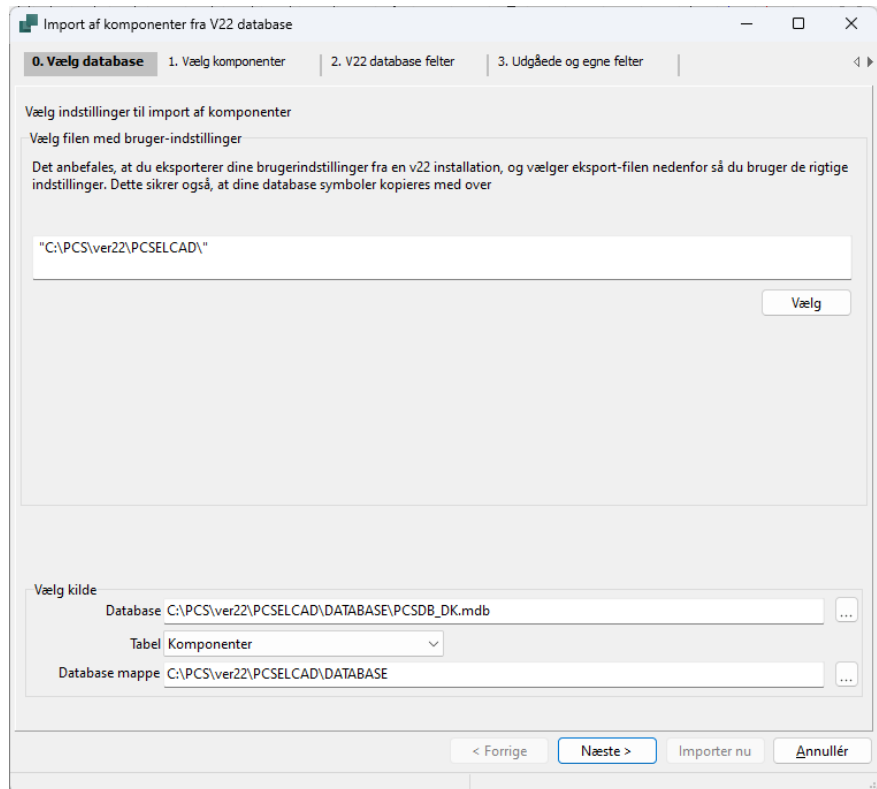 Import af komponenter fra V22 database
0. Vælg database 1. Vælg komponenter 2. V22 database felter 3. Udgåede og egne felter
Vælg indstillinger til import af komponenter
Vælg filen med bruger-indstillinger
Det anbefales, at du eksporterer dine brugerindstillinger fra en v22 installation, og vælger eksport-filen nedenfor så du bruger de rigtige
indstillinger. Dette sikrer også, at dine database symboler kopieres med over
"C:\PCS\ver22\PCSELCAD\"
Vælg
Vælg kilde
Database C:\PCS\ver22\PCSELCAD\DATABASE\PCSDB_DK.mdb ...
Tabel Komponenter
Database mappe C:\PCS\ver22\PCSELCAD\DATABASE ...
< Forrige Næste > Importer nu Annullér